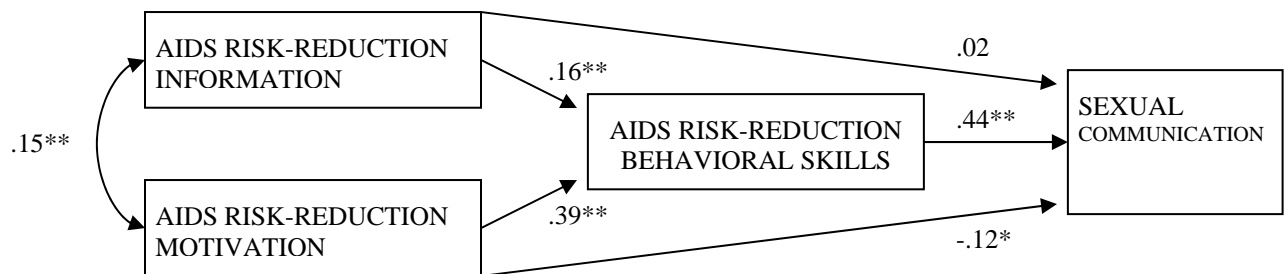 AIDS RISK-REDUCTION
INFORMATION
.02
.16**
SEXUAL
COMMUNICATION
AIDS RISK-REDUCTION
BEHAVIORAL SKILLS
.44**
.15**
AIDS RISK-REDUCTION
MOTIVATION
.39**
-.12*